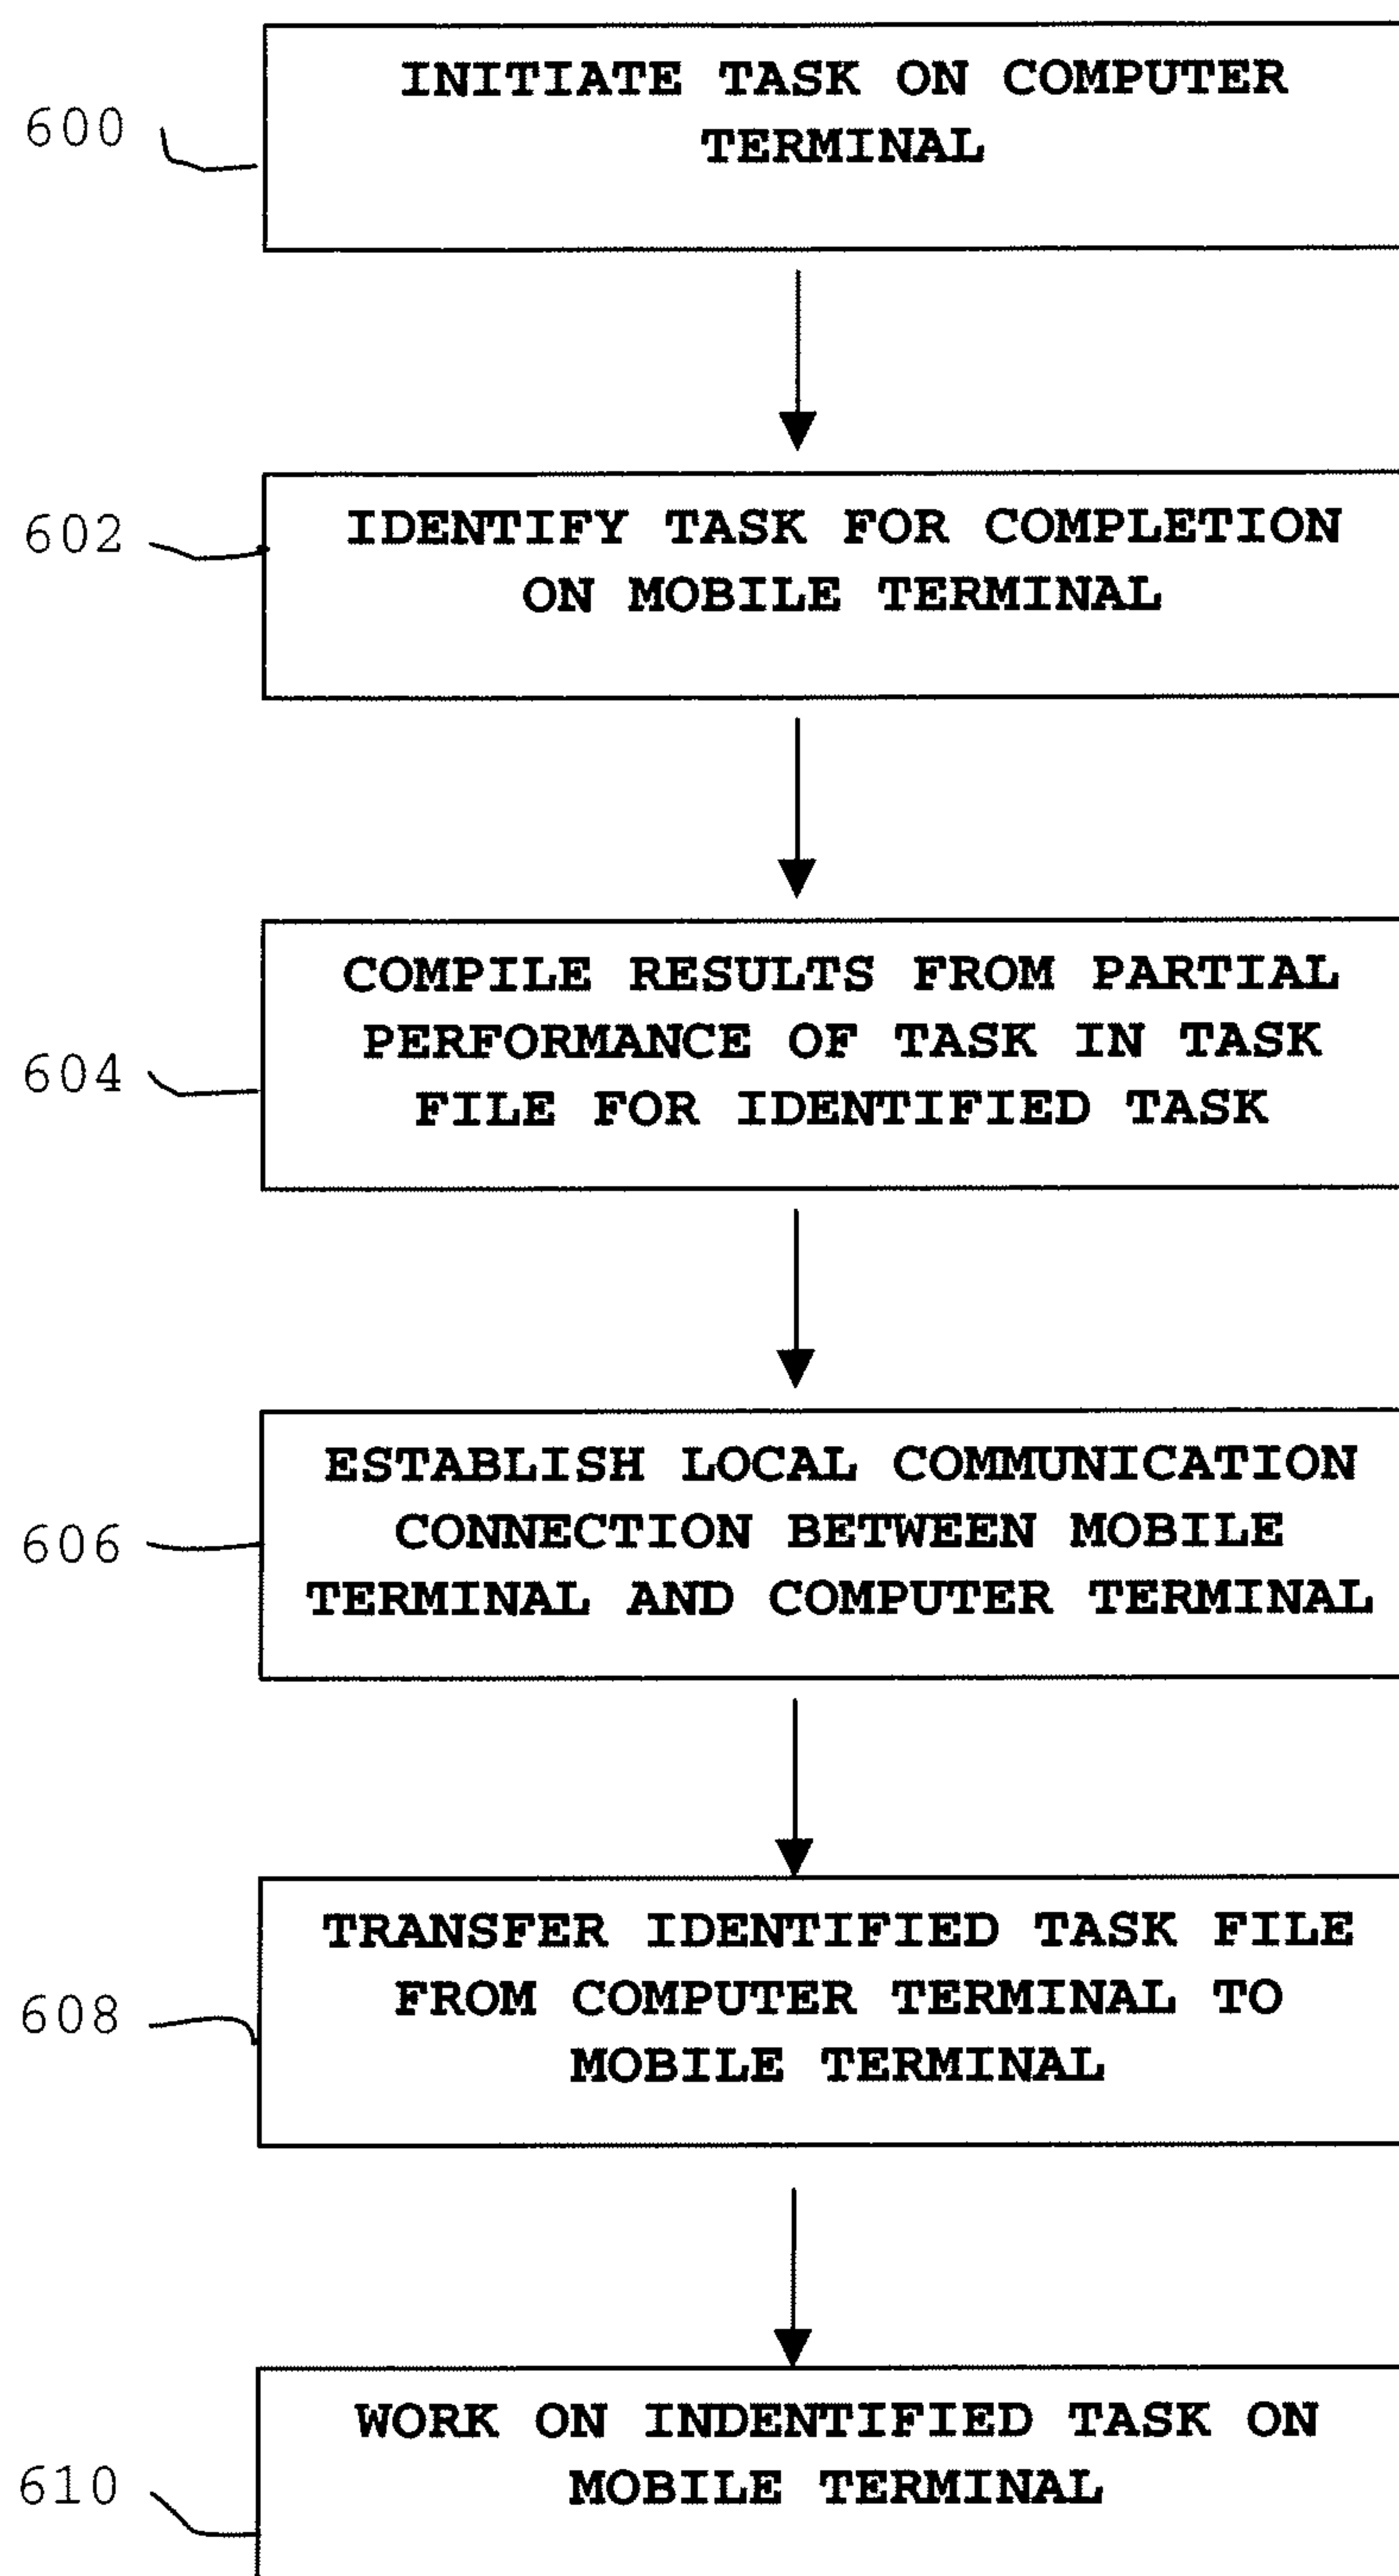 600
INITIATE TASK ON COMPUTER
TERMINAL
602
IDENTIFY TASK FOR COMPLETION
ON MOBILE TERMINAL
604
COMPILE RESULTS FROM PARTIAL
PERFORMANCE OF TASK IN TASK
FILE FOR IDENTIFIED TASK
606
ESTABLISH LOCAL COMMUNICATION
CONNECTION BETWEEN MOBILE
TERMINAL AND COMPUTER TERMINAL
608
TRANSFER IDENTIFIED TASK FILE
FROM COMPUTER TERMINAL TO
MOBILE TERMINAL
610
WORK ON INDENTIFIED TASK ON
MOBILE TERMINAL